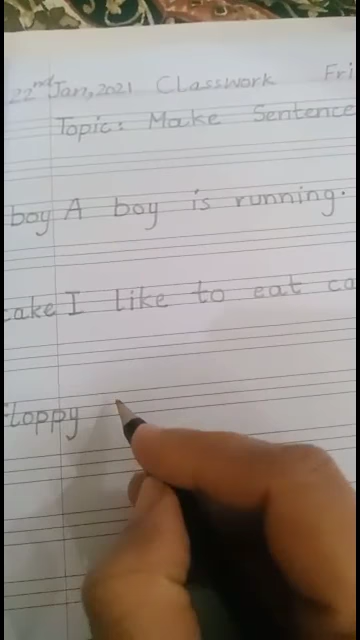 22nd Jan, 2021 Classwork Fri
Topic: Make Sentence
boy A boy is running.
cake I like to eat ca
floppy